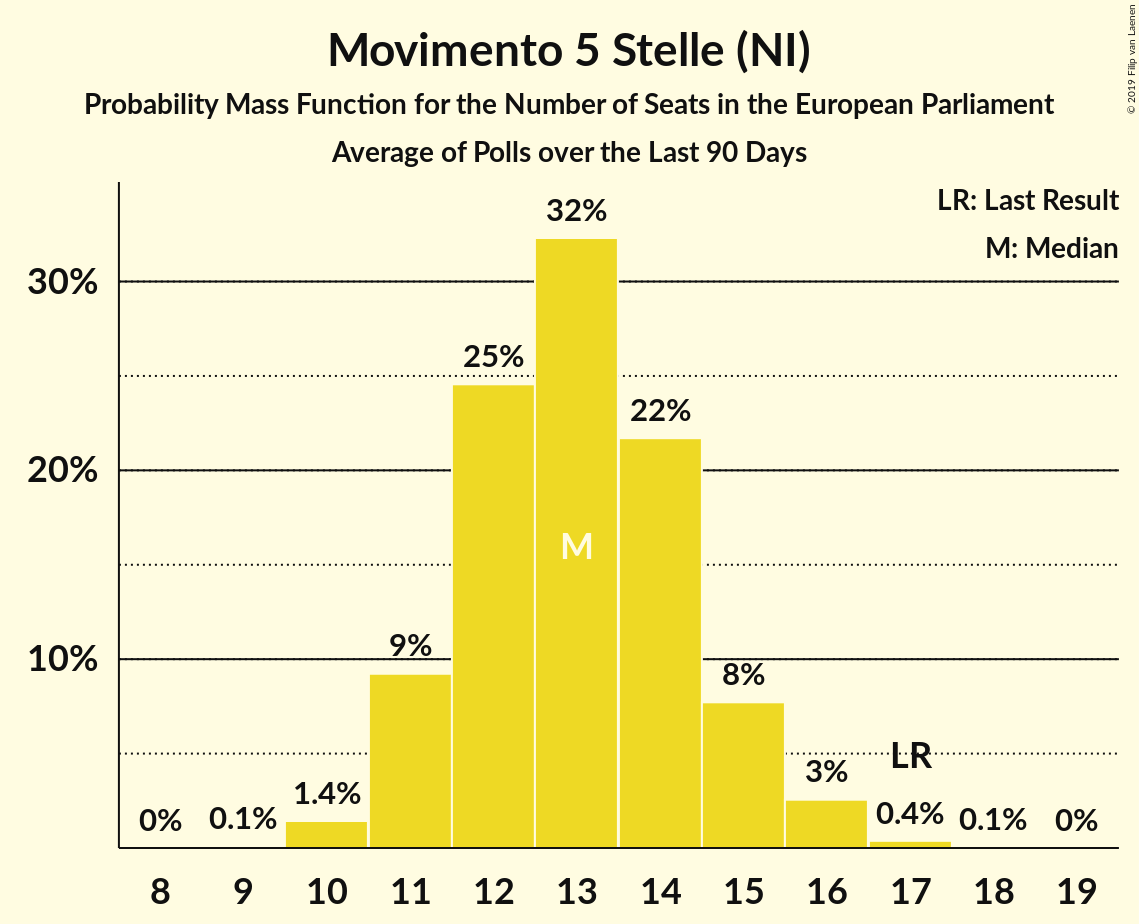 Movimento 5 Stelle (NI)
Probability Mass Function for the Number of Seats in the European Parliament
Average of Polls over the Last 90 Days
© 2019 Filip van Laenen
LR: Last Result
M: Median
32%
30%
25%
22%
20%
M
9%
10%
8%
LR
3%
1.4%
0.4%
0% 0.1% 0.1% 0%
8 9 10 11 12 13 14 15 16 17 18 19